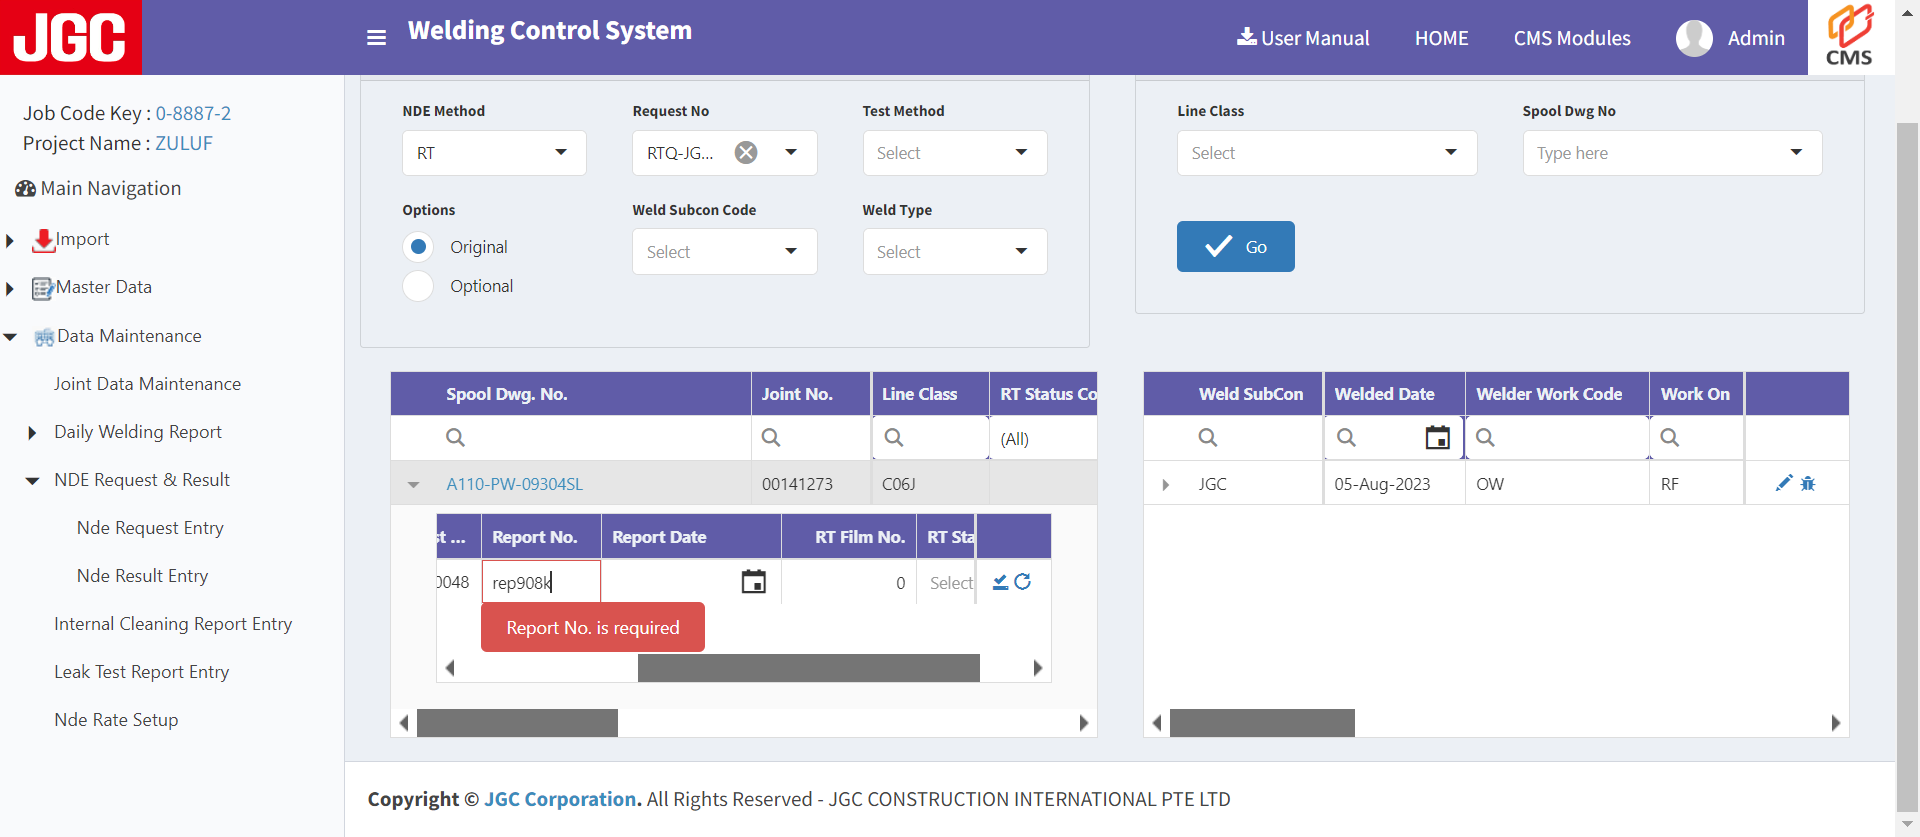 JGC
Welding Control System
User Manual
HOME
CMS Modules
Admin
CMS
Job Code Key : 0-8887-2
Project Name : ZULUF
Main Navigation
Import
Master Data
Data Maintenance
Joint Data Maintenance
Daily Welding Report
NDE Request & Result
Nde Request Entry
Nde Result Entry
Internal Cleaning Report Entry
Leak Test Report Entry
Nde Rate Setup
NDE Method
Request No
Test Method
RT
RTQ-JG...
Select
Options
Weld Subcon Code
Weld Type
Original
Select
Select
Optional
Line Class
Spool Dwg No
Select
Type here
Go
Spool Dwg. No.
Joint No.
Line Class
RT Status Co
(All)
A110-PW-09304SL
00141273
C06J
st ...
Report No.
Report Date
RT Film No.
RT Sta
0048
rep908k
0
Select
Report No. is required
Weld SubCon
Welded Date
Welder Work Code
Work On
JGC
05-Aug-2023
OW
RF
Copyright © JGC Corporation. All Rights Reserved - JGC CONSTRUCTION INTERNATIONAL PTE LTD